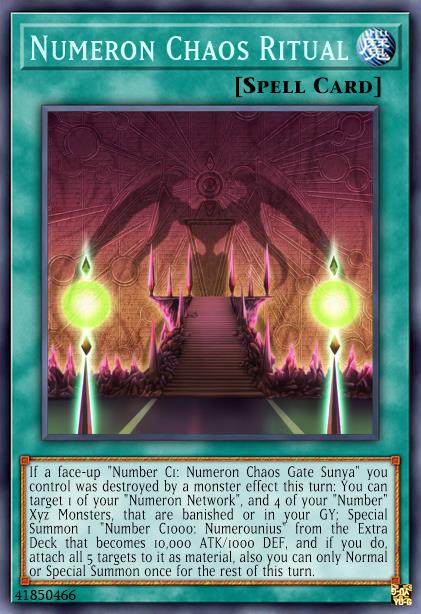 Numeron Chaos Ritual
[Spell Card]
If a face-up "Number C1: Numeron Chaos Gate Sunya" you
control was destroyed by a monster effect this turn: You can
target 1 of your "Numeron Network", and 4 of your "Number"
Xyz Monsters, that are banished or in your GY; Special
Summon 1 "Number C1000: Numerounius" from the Extra
Deck that becomes 10,000 ATK/1000 DEF, and if you do,
attach all 5 targets to it as material, also you can only Normal
or Special Summon once for the rest of this turn.
41850466